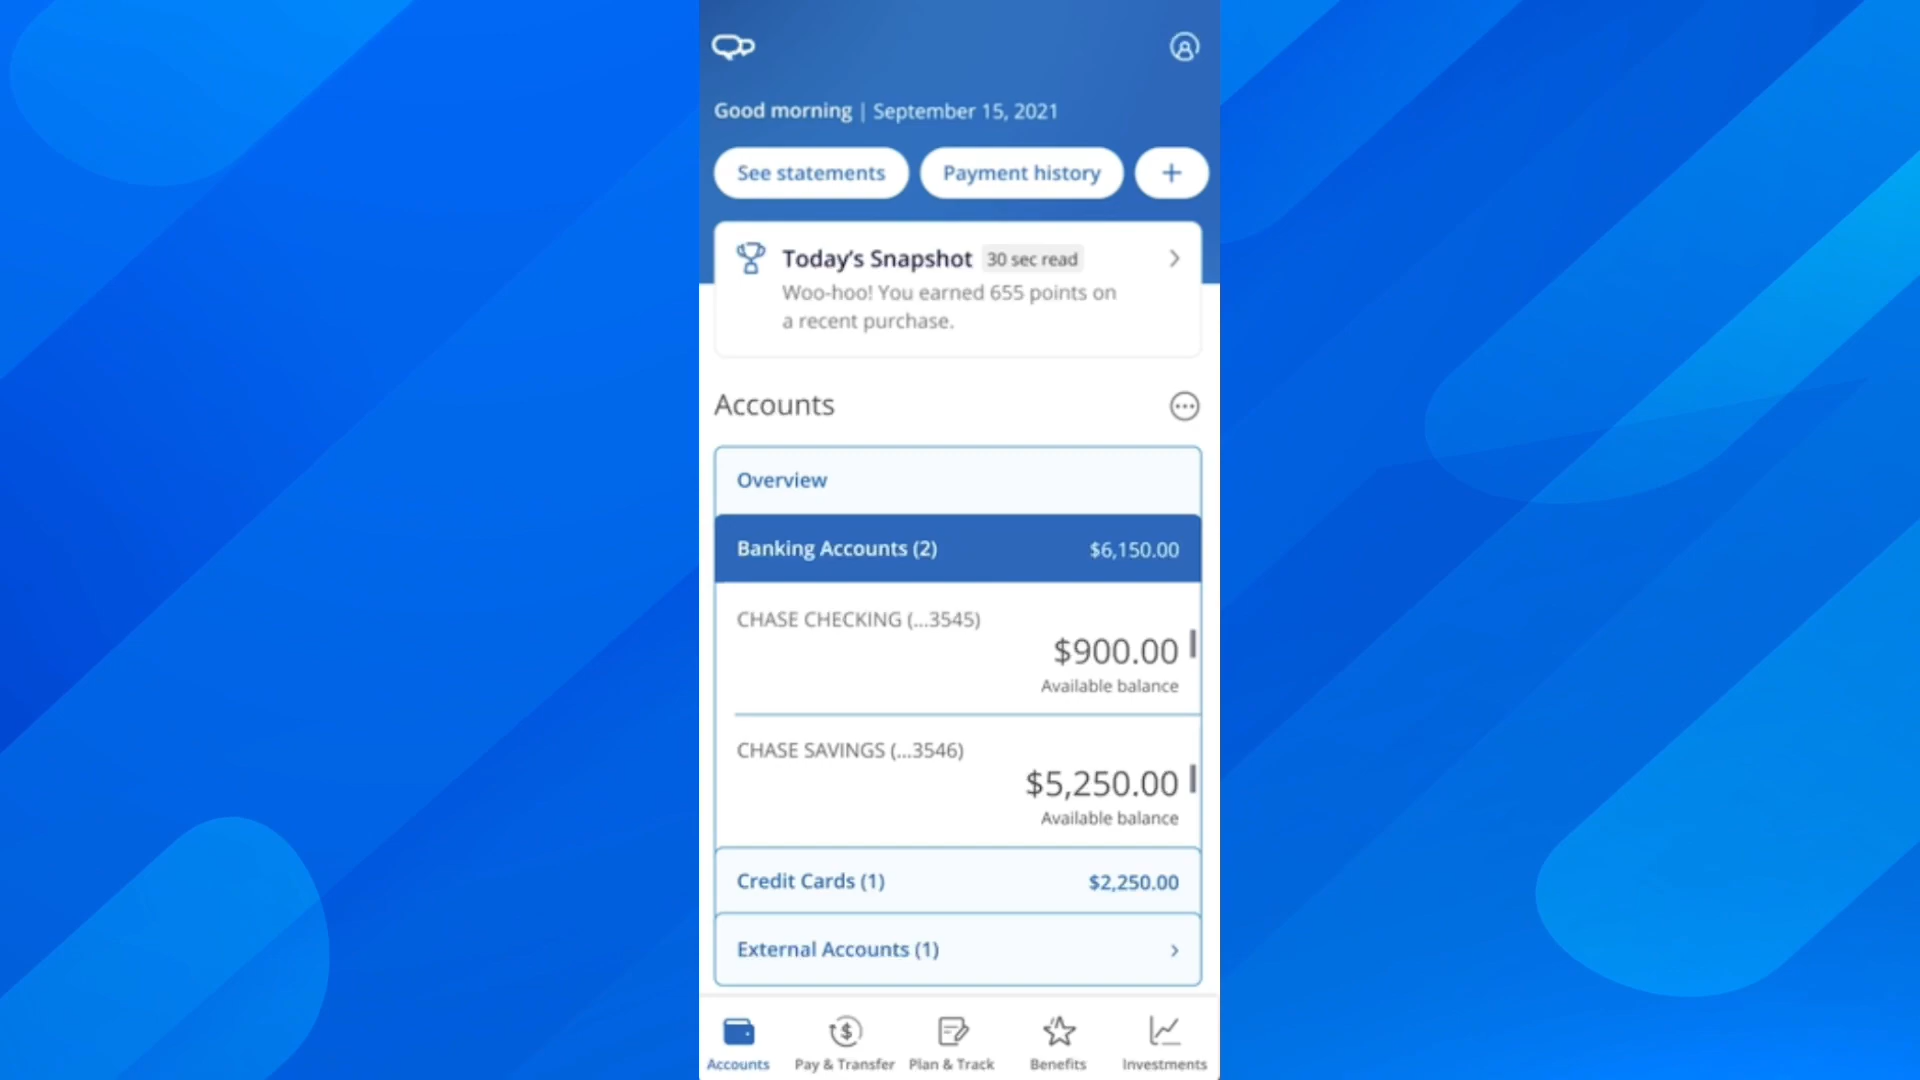 Good morning | September 15, 2021
See statements
Payment history
+
Today's Snapshot 30 sec read
Woo-hoo! You earned 655 points on
a recent purchase.
Accounts
Overview
Banking Accounts (2) $6,150.00
CHASE CHECKING (...3545)
$900.00
Available balance
CHASE SAVINGS (...3546)
$5,250.00
Available balance
Credit Cards (1) $2,250.00
External Accounts (1)
Accounts
Pay & Transfer
Plan & Track
Benefits
Investments